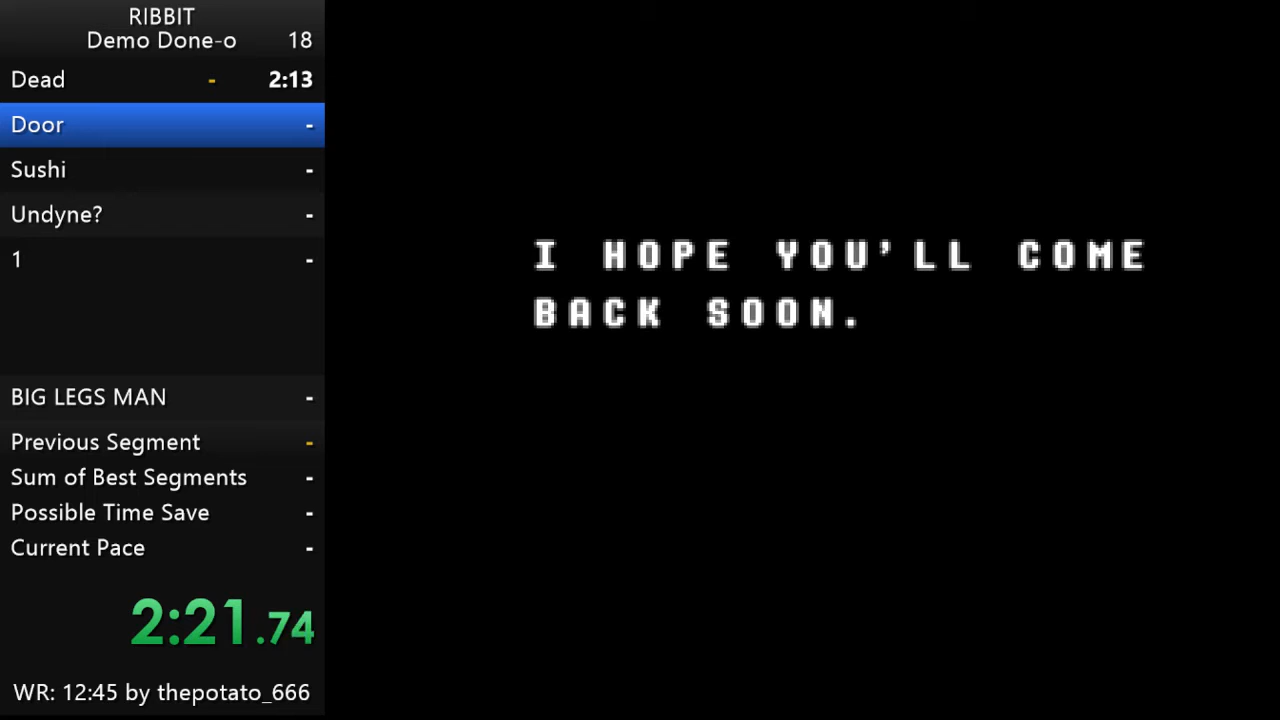 RIBBIT
Demo Done-o 18
Dead - 2:13
Door -
Sushi -
Undyne? -
1 -
BIG LEGS MAN -
Previous Segment -
Sum of Best Segments -
Possible Time Save -
Current Pace -
2:21.74
WR: 12:45 by thepotato_666
I HOPE YOU'LL COME
BACK SOON.